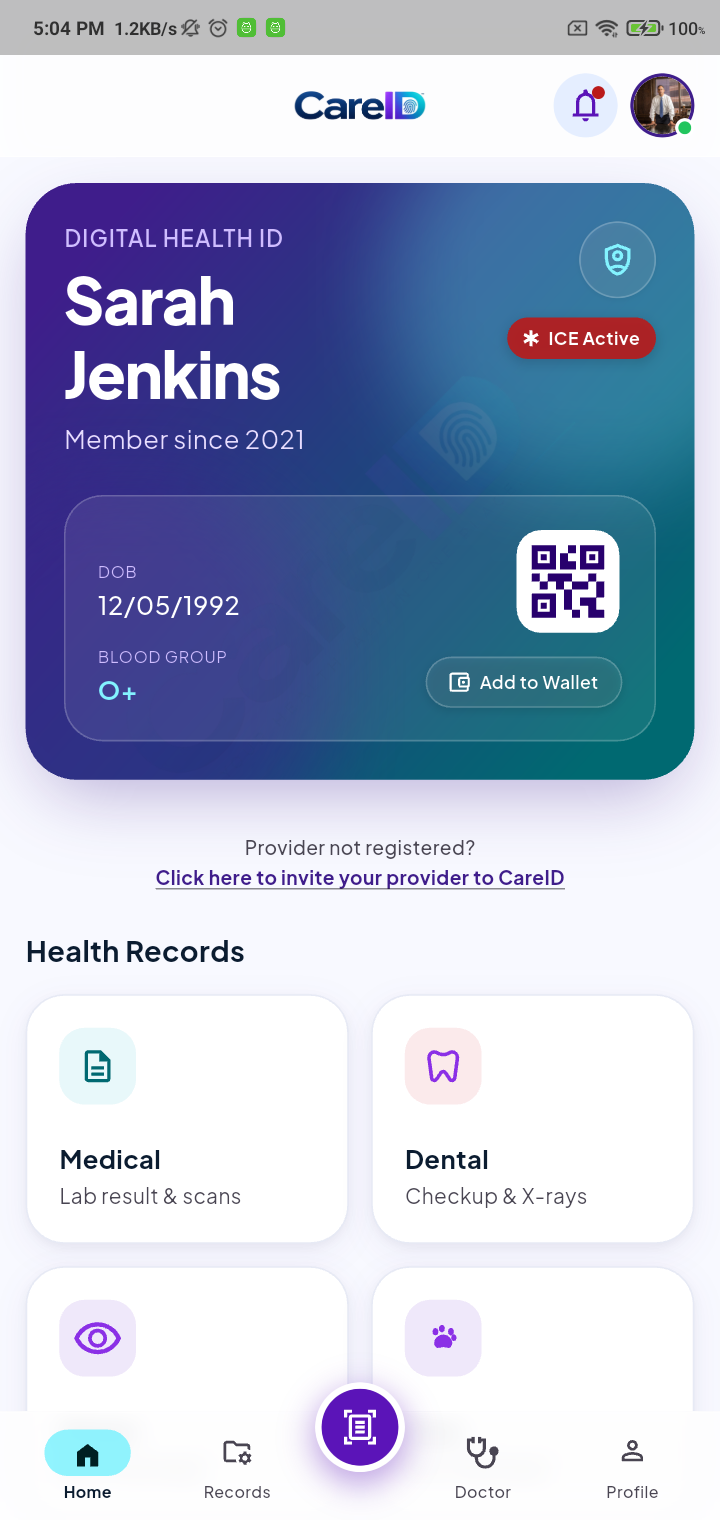 5:04 PM 1.2KB/s 100%
CareID
DIGITAL HEALTH ID
Sarah
Jenkins
ICE Active
Member since 2021
DOB
12/05/1992
BLOOD GROUP
O+
Add to Wallet
Provider not registered?
Click here to invite your provider to CareID
Health Records
Medical
Lab result & scans
Dental
Checkup & X-rays
Home
Records
Doctor
Profile